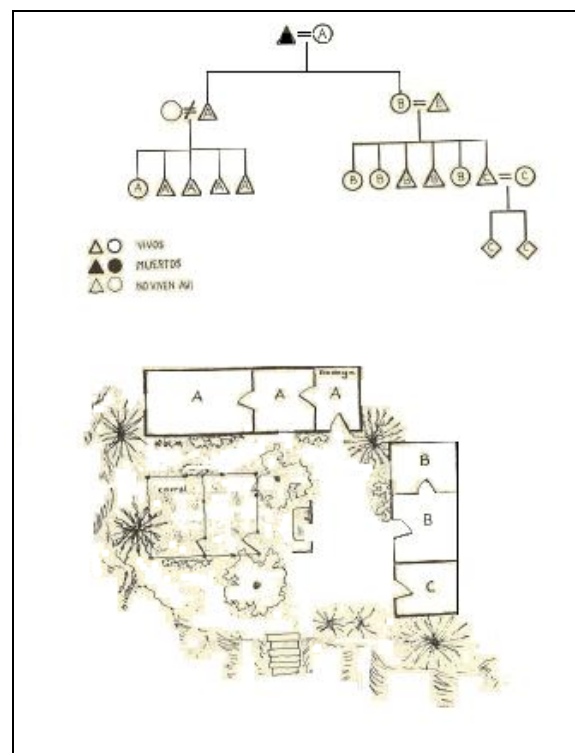 A
A B E
A A A A A B B B B B C C
C C
VIVOS
MUERTOS
NO VIVEN AHI
Bodega
A A A
B
corral
B
C